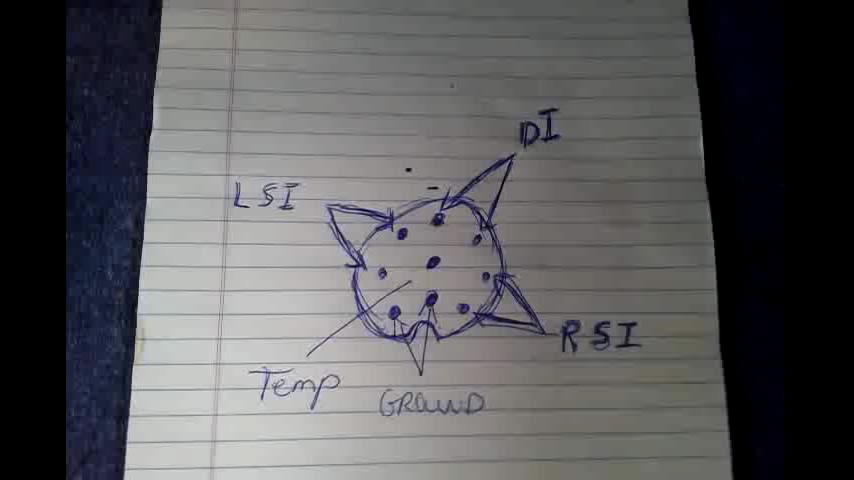 DI
LSI
RSI
Temp
GROUND